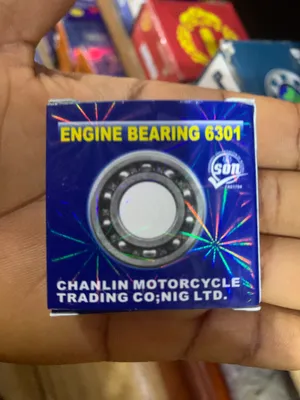 ENGINE BEARING 6301
SON
CHANLIN MOTORCYCLE
TRADING CO;NIG LTD.